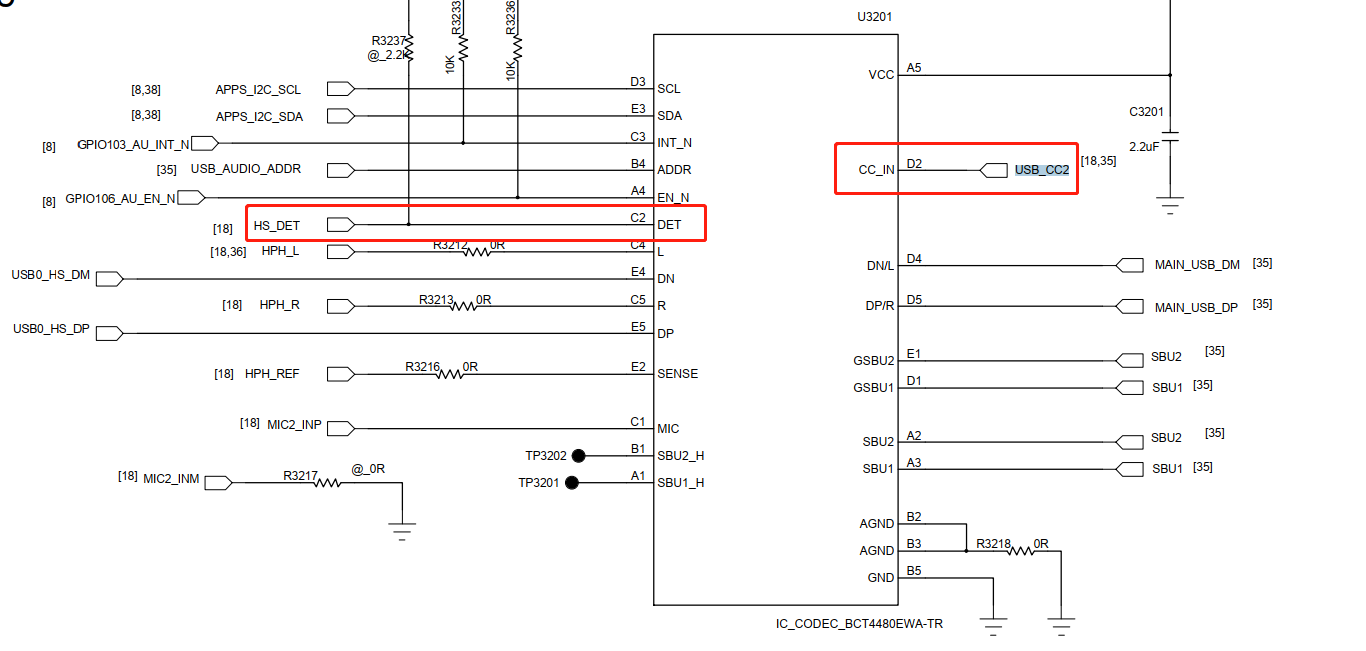 U3201
R3237
@_2.2K
R3233
10K
R3236
10K
[8,38] APPS_I2C_SCL D3 SCL
[8,38] APPS_I2C_SDA E3 SDA
[8] GPIO103_AU_INT_N C3 INT_N
[35] USB_AUDIO_ADDR B4 ADDR
[8] GPIO106_AU_EN_N A4 EN_N
[18] HS_DET C2 DET
[18,36] HPH_L R3212 0R C4 L
USB0_HS_DM E4 DN
[18] HPH_R R3213 0R C5 R
USB0_HS_DP E5 DP
[18] HPH_REF R3216 0R E2 SENSE
[18] MIC2_INP C1 MIC
TP3202 B1 SBU2_H
[18] MIC2_INM R3217 @_0R
TP3201 A1 SBU1_H
VCC A5
C3201
2.2uF
CC_IN D2 USB_CC2 [18,35]
DN/L D4 MAIN_USB_DM [35]
DP/R D5 MAIN_USB_DP [35]
GSBU2 E1 SBU2 [35]
GSBU1 D1 SBU1 [35]
SBU2 A2 SBU2 [35]
SBU1 A3 SBU1 [35]
AGND B2
AGND B3 R3218 0R
GND B5
IC_CODEC_BCT4480EWA-TR